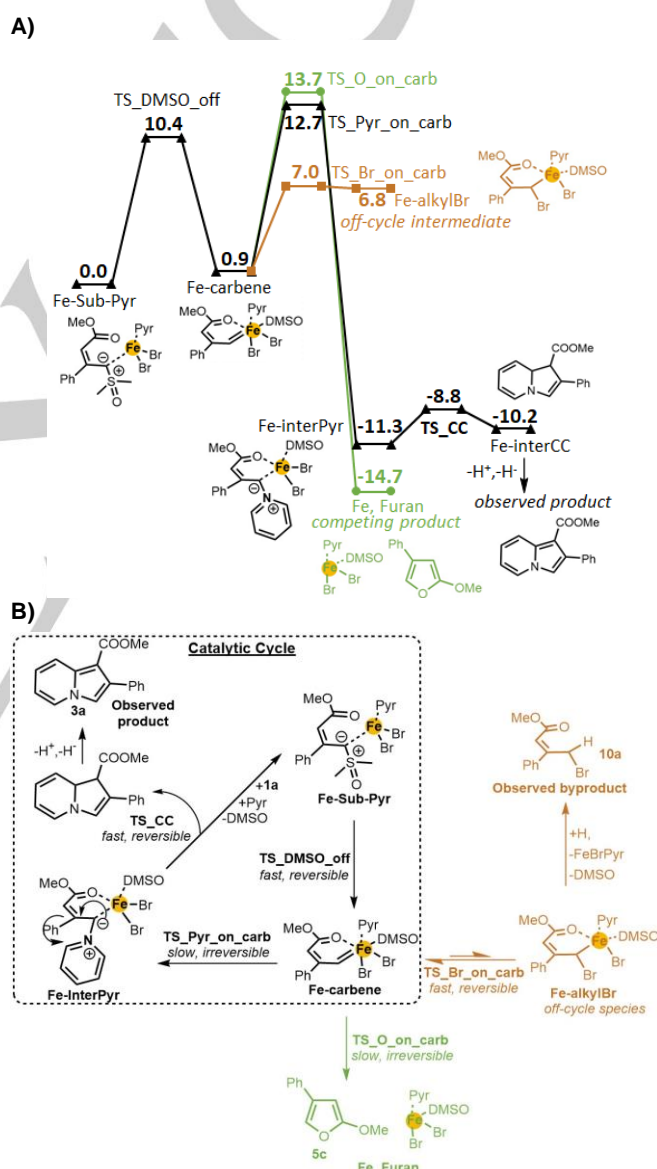 A)
13.7 TS_O_on_carb
TS_DMSO_off
10.4
12.7 TS_Pyr_on_carb
7.0 TS_Br_on_carb
6.8 Fe-alkylBr
off-cycle intermediate
MeO
O
Pyr
Fe
DMSO
Br
Ph
Br
0.0
Fe-Sub-Pyr
0.9
Fe-carbene
MeO
O
Pyr
Fe
Br
Br
Ph
S
O
MeO
O
Pyr
DMSO
Fe
Br
Br
Ph
COOMe
Ph
N
Fe-interPyr
-11.3
-8.8
TS_CC
-10.2
Fe-interCC
MeO
O
DMSO
Fe
Br
Br
Ph
N
-14.7
Fe, Furan
competing product
-H+,-H-
observed product
Pyr
DMSO
Fe
Br
Br
Ph
O
OMe
COOMe
Ph
N
B)
Catalytic Cycle
COOMe
Ph
N
3a
Observed
product
-H+,-H-
COOMe
Ph
N
TS_CC
fast, reversible
+1a
+Pyr
-DMSO
MeO
O
Pyr
Fe
Br
Br
Ph
S
O
Fe-Sub-Pyr
TS_DMSO_off
fast, reversible
MeO
O
DMSO
Fe
Br
Br
Ph
N
Fe-InterPyr
TS_Pyr_on_carb
slow, irreversible
MeO
O
Pyr
DMSO
Fe
Br
Br
Ph
Fe-carbene
MeO
O
H
Ph
Br
10a
Observed byproduct
+H,
-FeBrPyr
-DMSO
TS_Br_on_carb
fast, reversible
MeO
O
Pyr
Fe
DMSO
Br
Ph
Br
Fe-alkylBr
off-cycle species
TS_O_on_carb
slow, irreversible
Ph
O
OMe
5c
Pyr
DMSO
Fe
Br
Br
Fe, Furan